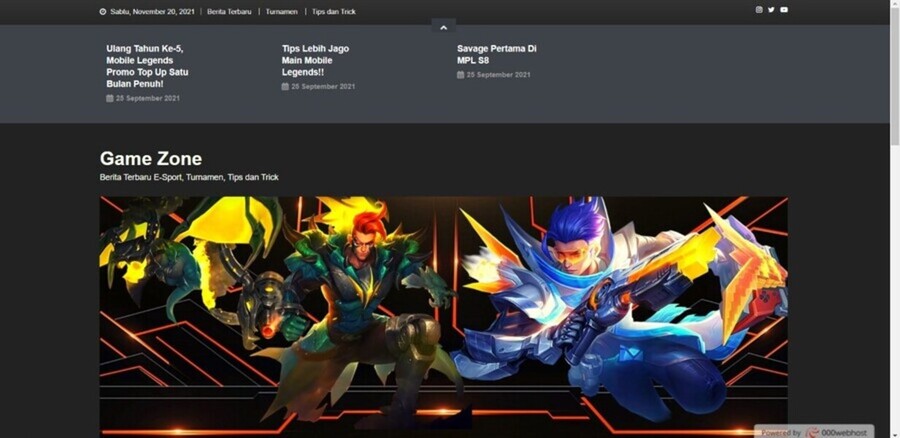 Sabtu, November 20, 2021 | Berita Terbaru | Turnamen | Tips dan Trick
Ulang Tahun Ke-5,
Mobile Legends
Promo Top Up Satu
Bulan Penuh!
28 September 2021
Tips Lebih Jago
Main Mobile
Legends!!
25 September 2021
Savage Pertama Di
MPL S8
25 September 2021
Game Zone
Berita Terbaru E-Sport, Turnamen, Tips dan Trick
Powered by 000webhost